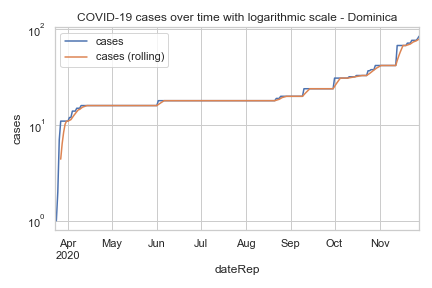 COVID-19 cases over time with logarithmic scale - Dominica
cases
cases (rolling)
cases
10²
10¹
10⁰
Apr May Jun Jul Aug Sep Oct Nov
2020
dateRep